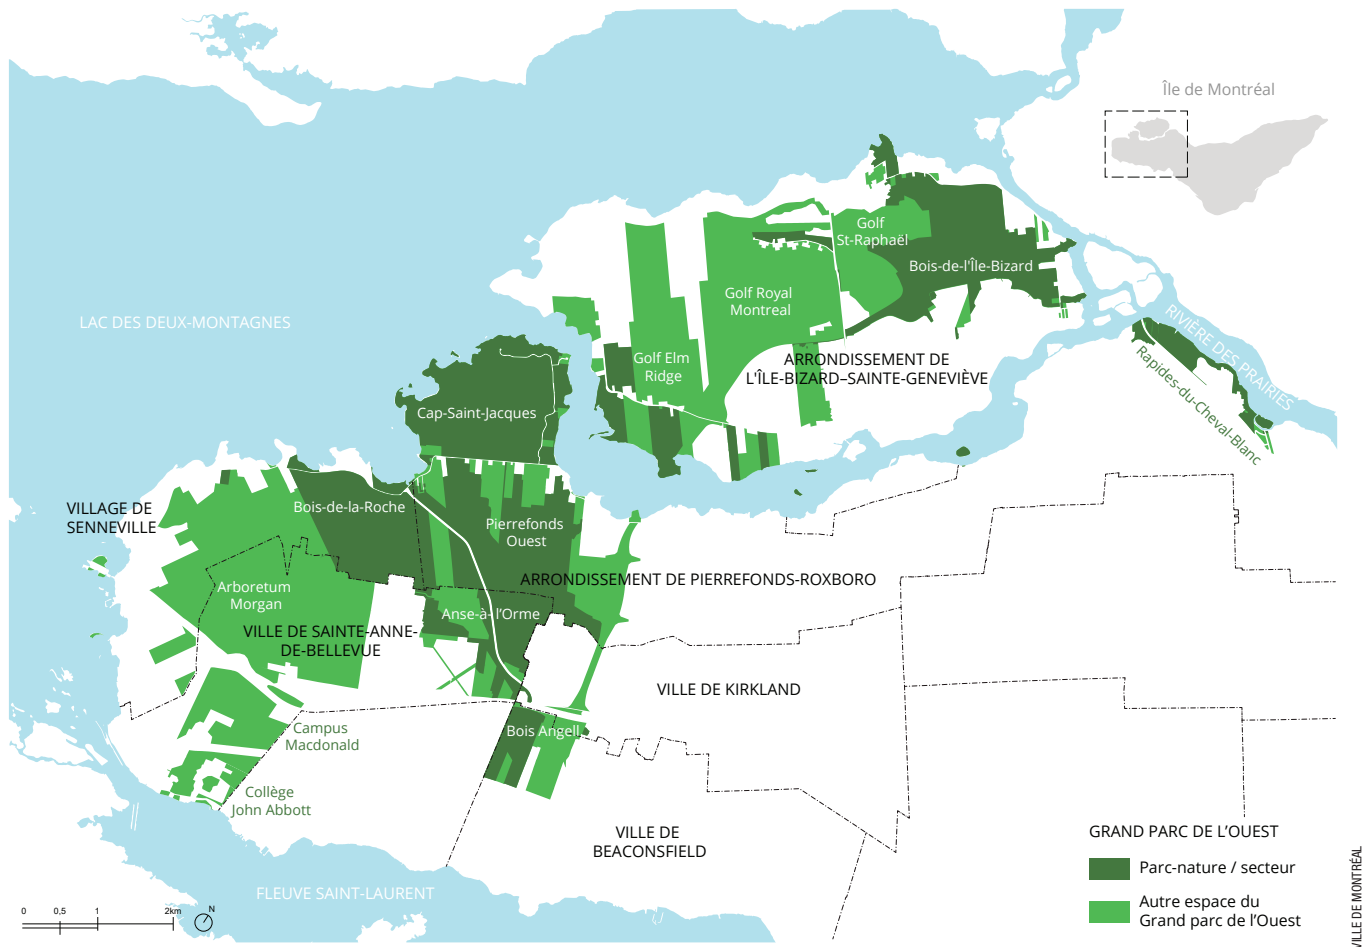 Île de Montréal
Golf
St-Raphaël
Bois-de-l'Île-Bizard
Golf Royal
Montreal
LAC DES DEUX-MONTAGNES
RIVIÈRE DES PRAIRIES
Golf Elm
Ridge
ARRONDISSEMENT DE
L'ÎLE-BIZARD–SAINTE-GENEVIÈVE
Rapides-du-Cheval-Blanc
Cap-Saint-Jacques
VILLAGE DE
SENNEVILLE
Bois-de-la-Roche
Pierrefonds
Ouest
ARRONDISSEMENT DE PIERREFONDS-ROXBORO
Arboretum
Morgan
Anse-à-l'Orme
VILLE DE SAINTE-ANNE-
DE-BELLEVUE
VILLE DE KIRKLAND
Campus
Macdonald
Bois Angell
Collège
John Abbott
VILLE DE
BEACONSFIELD
FLEUVE SAINT-LAURENT
GRAND PARC DE L'OUEST
Parc-nature / secteur
Autre espace du
Grand parc de l'Ouest
0 0,5 1 2km
N
VILLE DE MONTRÉAL